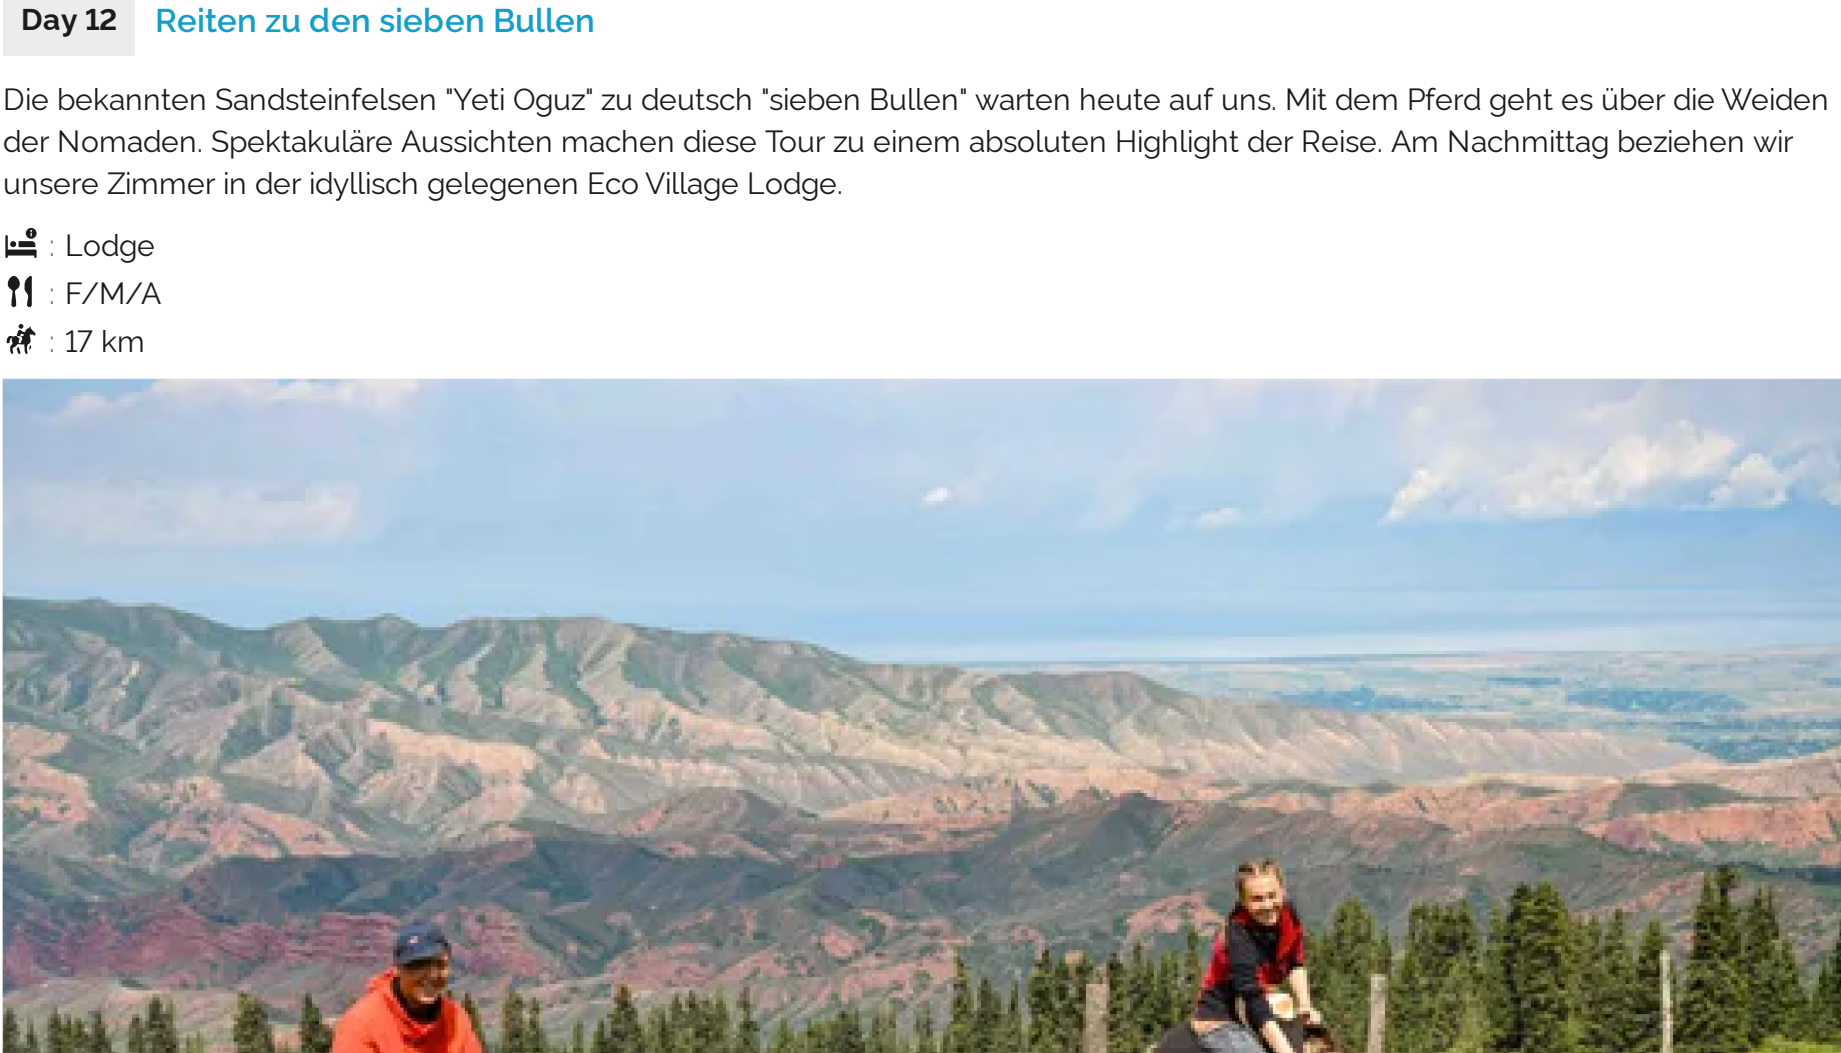 Day 12
Reiten zu den sieben Bullen
Die bekannten Sandsteinfelsen "Yeti Oguz" zu deutsch "sieben Bullen" warten heute auf uns. Mit dem Pferd geht es über die Weiden
der Nomaden. Spektakuläre Aussichten machen diese Tour zu einem absoluten Highlight der Reise. Am Nachmittag beziehen wir
unsere Zimmer in der idyllisch gelegenen Eco Village Lodge.
: Lodge
: F/M/A
: 17 km